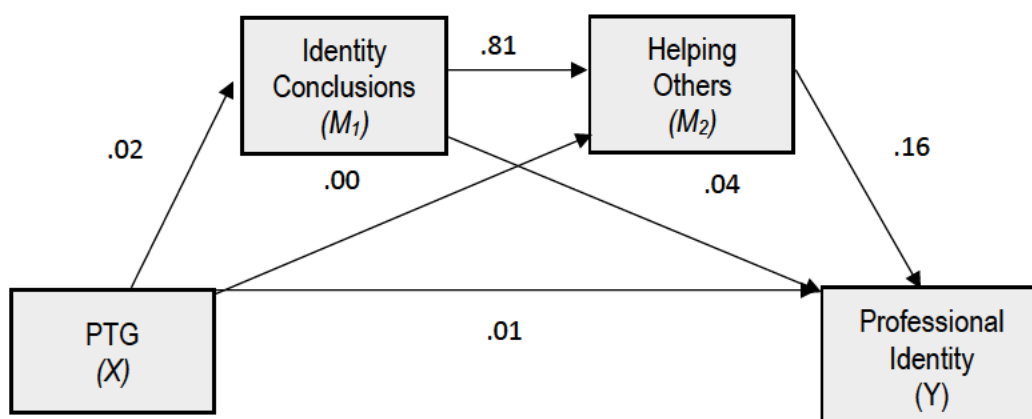 Identity
Conclusions
(M1)
.81
Helping
Others
(M2)
.02
.00
.04
.16
PTG
(X)
.01
Professional
Identity
(Y)